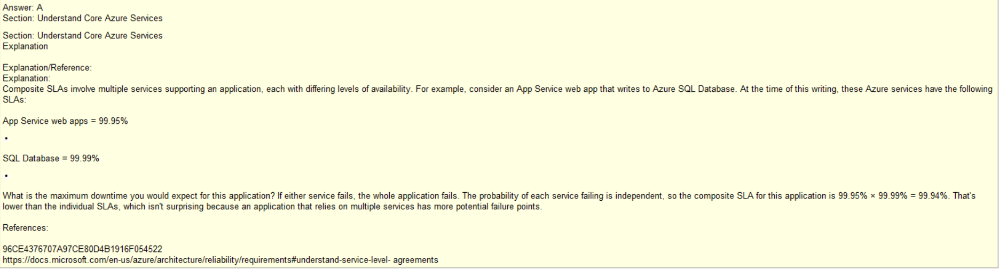 Answer: A
Section: Understand Core Azure Services
Section: Understand Core Azure Services
Explanation
Explanation/Reference:
Explanation:
Composite SLAs involve multiple services supporting an application, each with differing levels of availability. For example, consider an App Service web app that writes to Azure SQL Database. At the time of this writing, these Azure services have the following
SLAs:
App Service web apps = 99.95%
▪
SQL Database = 99.99%
▪
What is the maximum downtime you would expect for this application? If either service fails, the whole application fails. The probability of each service failing is independent, so the composite SLA for this application is 99.95% × 99.99% = 99.94%. That's
lower than the individual SLAs, which isn't surprising because an application that relies on multiple services has more potential failure points.
References:
96CE4376707A97CE80D4B1916F054522
https://docs.microsoft.com/en-us/azure/architecture/reliability/requirements#understand-service-level- agreements